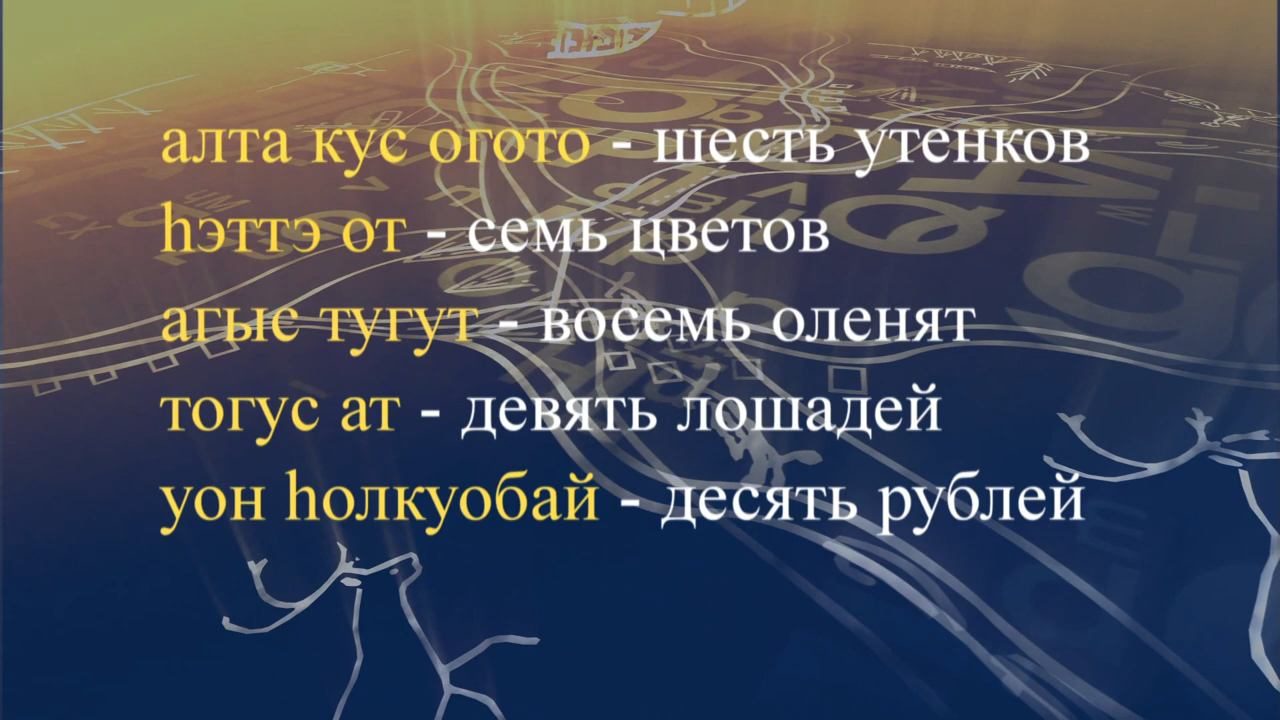 алта кус огото - шесть утенков
һэттэ от - семь цветов
агыс тугут - восемь оленят
тогус ат - девять лошадей
уон һолкуобай - десять рублей